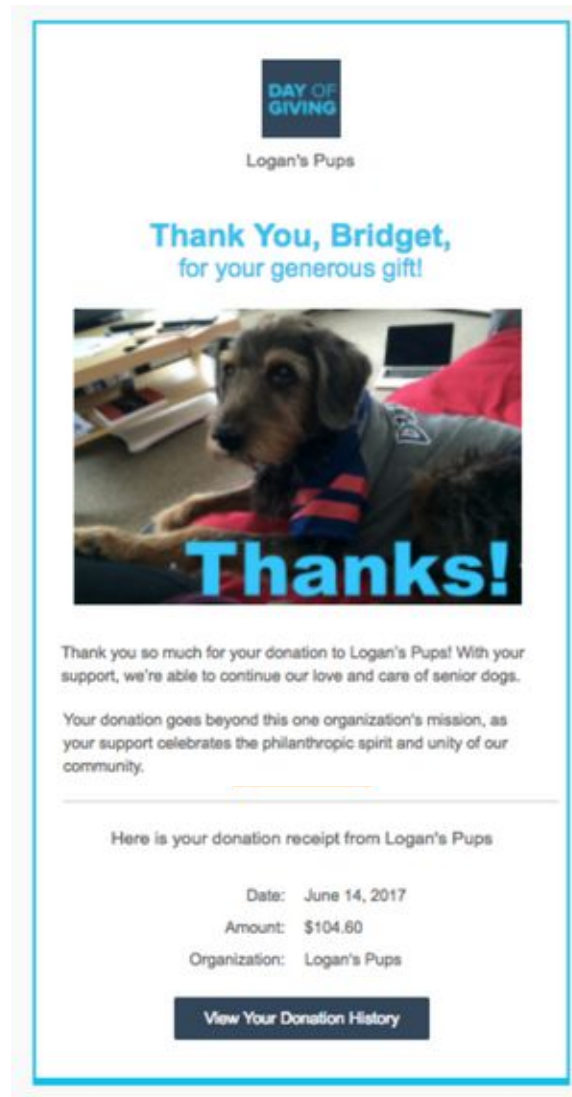 DAY OF
GIVING
Logan's Pups
Thank You, Bridget,
for your generous gift!
Thanks!
Thank you so much for your donation to Logan's Pups! With your
support, we're able to continue our love and care of senior dogs.
Your donation goes beyond this one organization's mission, as
your support celebrates the philanthropic spirit and unity of our
community.
Here is your donation receipt from Logan's Pups
Date: June 14, 2017
Amount: $104.60
Organization: Logan's Pups
View Your Donation History